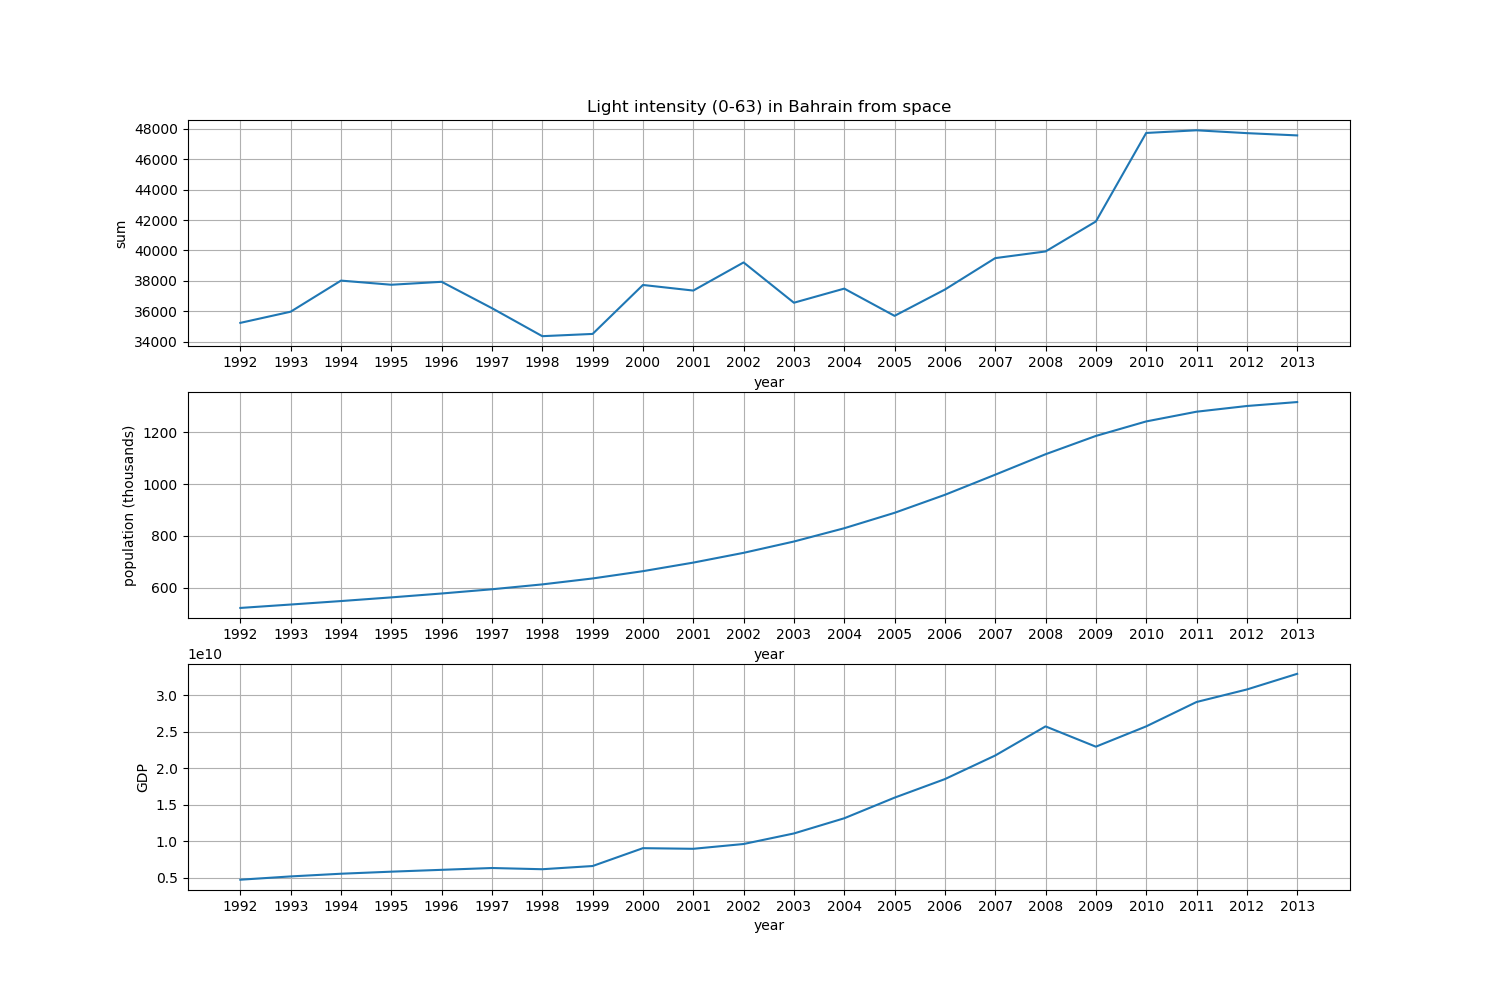 Light intensity (0-63) in Bahrain from space
48000
46000
44000
42000
40000
38000
36000
34000
sum
1992 1993 1994 1995 1996 1997 1998 1999 2000 2001 2002 2003 2004 2005 2006 2007 2008 2009 2010 2011 2012 2013
year
1200
1000
800
600
population (thousands)
1992 1993 1994 1995 1996 1997 1998 1999 2000 2001 2002 2003 2004 2005 2006 2007 2008 2009 2010 2011 2012 2013
year
1e10
3.0
2.5
2.0
1.5
1.0
0.5
GDP
1992 1993 1994 1995 1996 1997 1998 1999 2000 2001 2002 2003 2004 2005 2006 2007 2008 2009 2010 2011 2012 2013
year